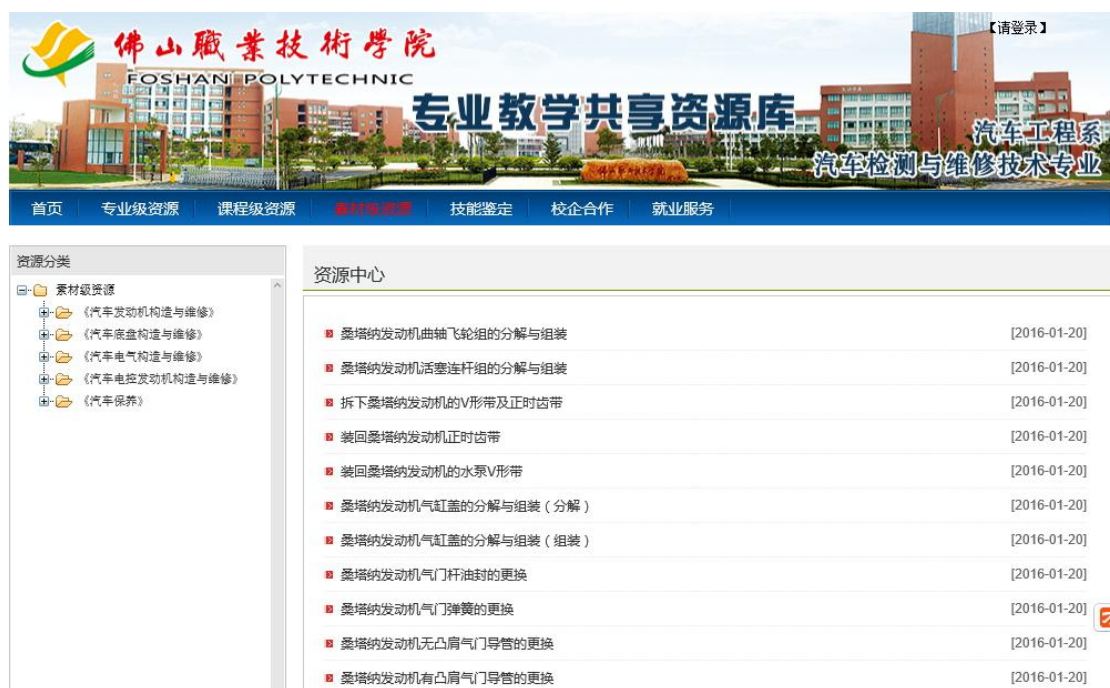 【请登录】
佛山職業技術學院
FOSHAN POLYTECHNIC
专业教学共享资源库
汽车工程系
汽车检测与维修技术专业
首页 专业级资源 课程级资源 素材级资源 技能鉴定 校企合作 就业服务
资源分类
素材级资源
《汽车发动机构造与维修》
《汽车底盘构造与维修》
《汽车电气构造与维修》
《汽车电控发动机构造与维修》
《汽车保养》
资源中心
桑塔纳发动机曲轴飞轮组的分解与组装 [2016-01-20]
桑塔纳发动机活塞连杆组的分解与组装 [2016-01-20]
拆下桑塔纳发动机的V形带及正时齿带 [2016-01-20]
装回桑塔纳发动机正时齿带 [2016-01-20]
装回桑塔纳发动机的水泵V形带 [2016-01-20]
桑塔纳发动机气缸盖的分解与组装（分解） [2016-01-20]
桑塔纳发动机气缸盖的分解与组装（组装） [2016-01-20]
桑塔纳发动机气门杆油封的更换 [2016-01-20]
桑塔纳发动机气门弹簧的更换 [2016-01-20]
桑塔纳发动机无凸肩气门导管的更换 [2016-01-20]
桑塔纳发动机有凸肩气门导管的更换 [2016-01-20]